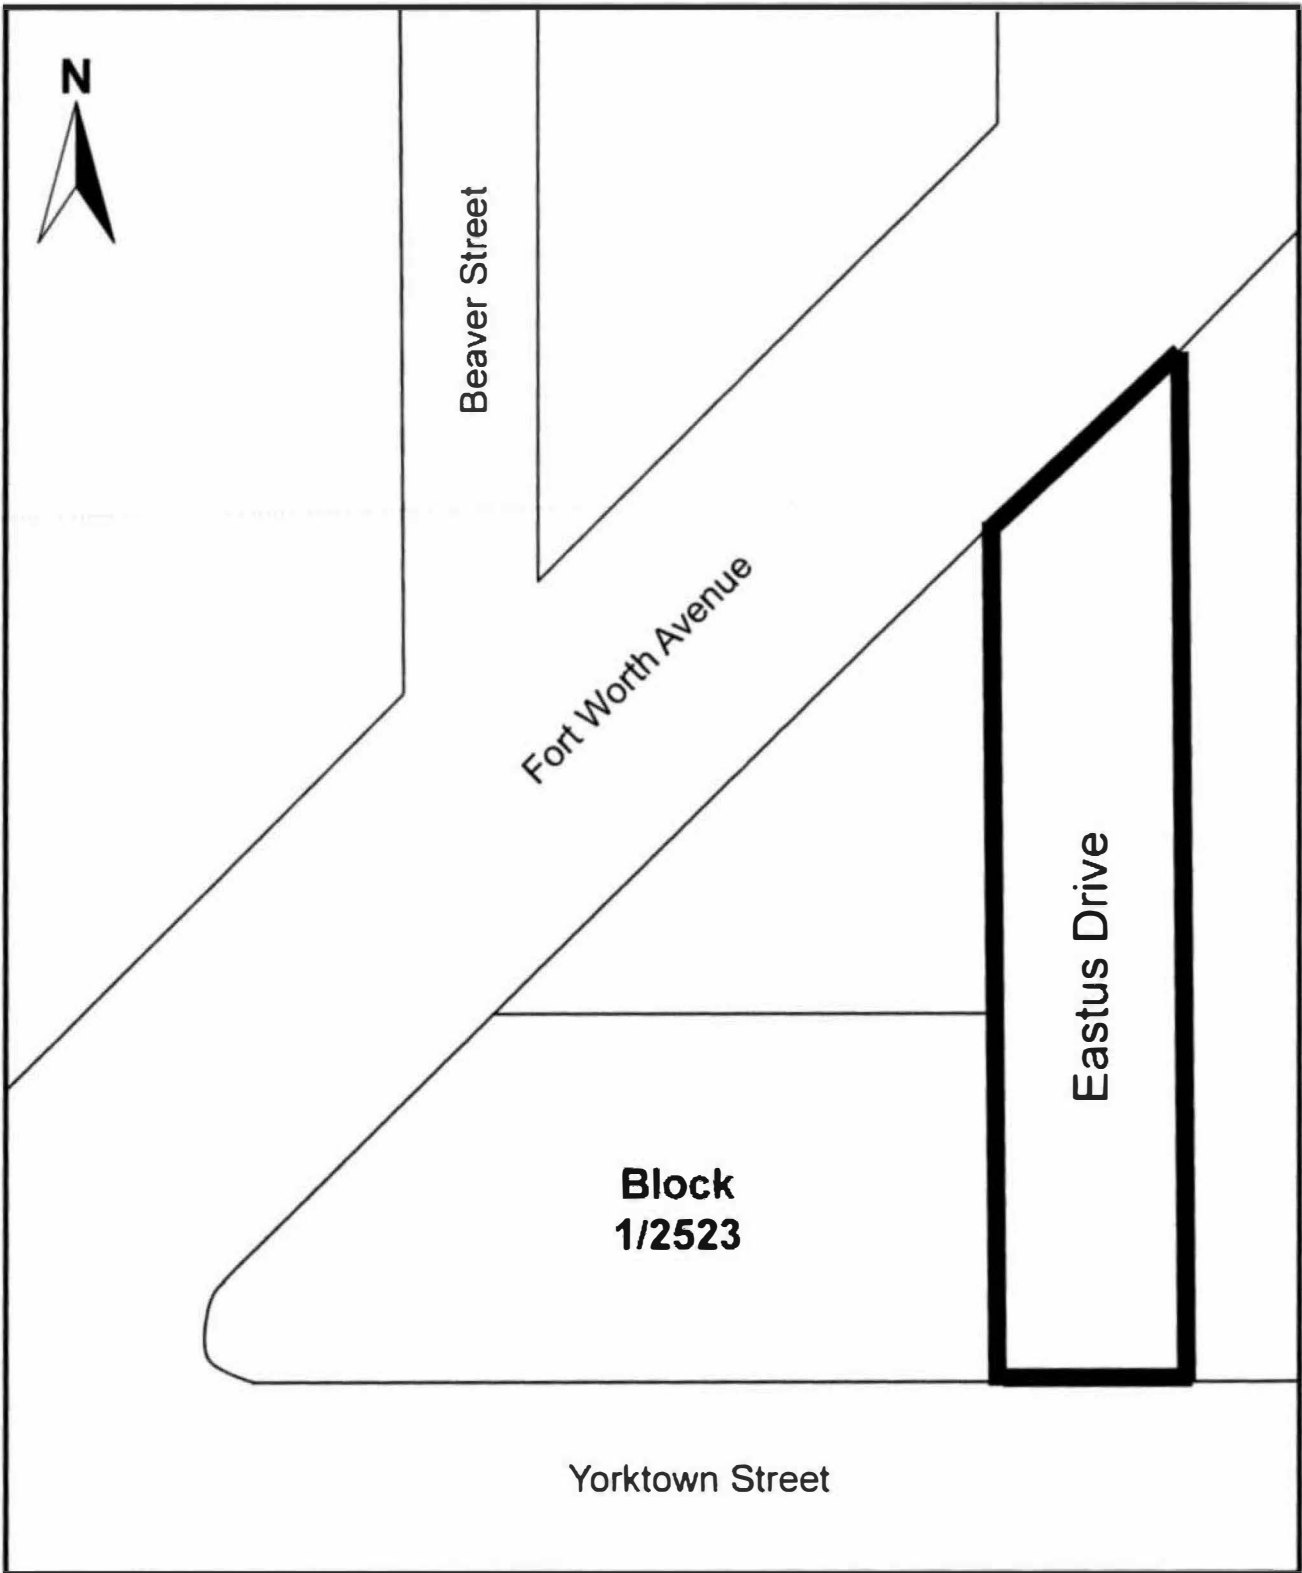 N
Beaver Street
Fort Worth Avenue
Eastus Drive
Block
1/2523
Yorktown Street